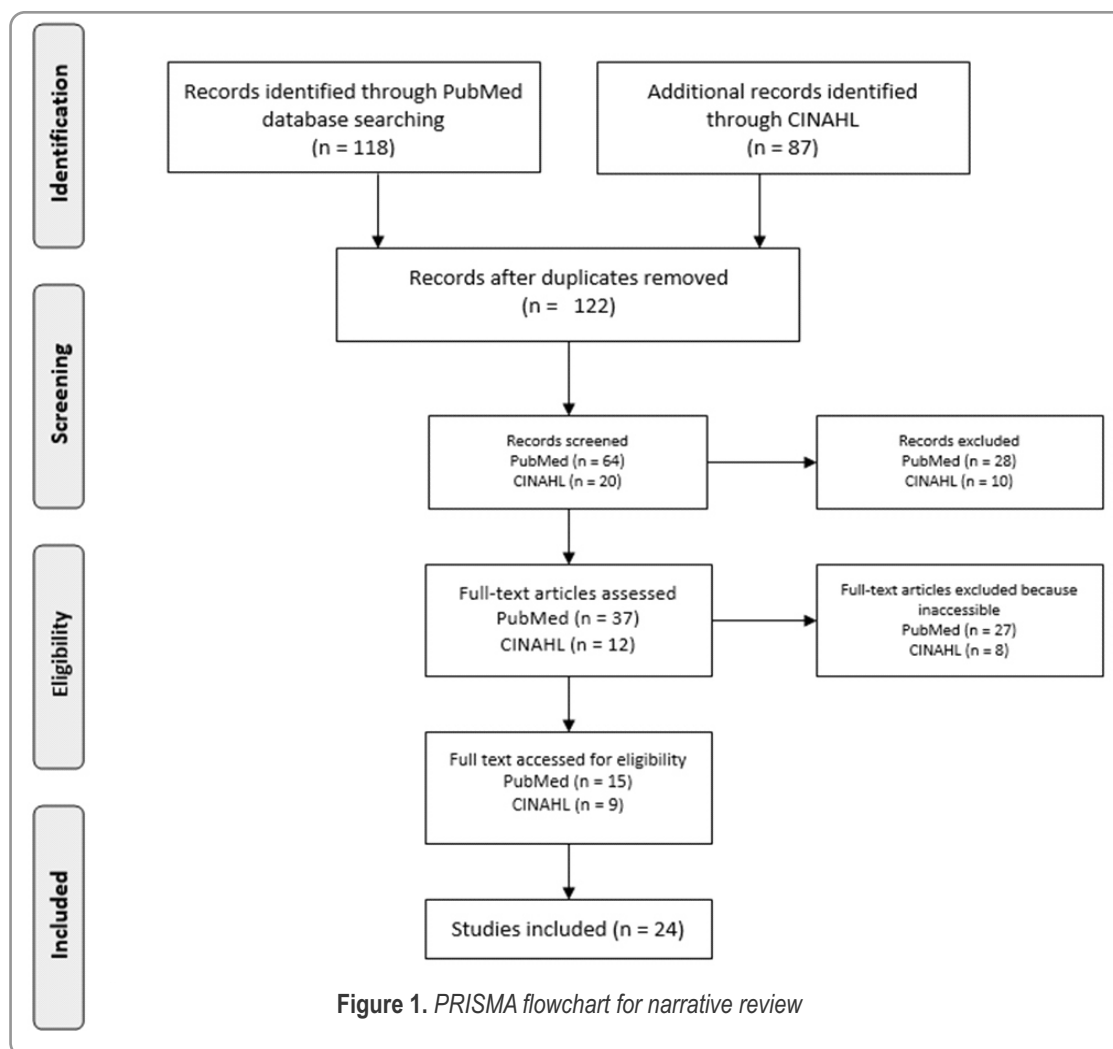 Identification
Records identified through PubMed
database searching
(n = 118)
Additional records identified
through CINAHL
(n = 87)
Screening
Records after duplicates removed
(n = 122)
Records screened
PubMed (n = 64)
CINAHL (n = 20)
Records excluded
PubMed (n = 28)
CINAHL (n = 10)
Eligibility
Full-text articles assessed
PubMed (n = 37)
CINAHL (n = 12)
Full-text articles excluded because
inaccessible
PubMed (n = 27)
CINAHL (n = 8)
Full text accessed for eligibility
PubMed (n = 15)
CINAHL (n = 9)
Included
Studies included (n = 24)
Figure 1. PRISMA flowchart for narrative review